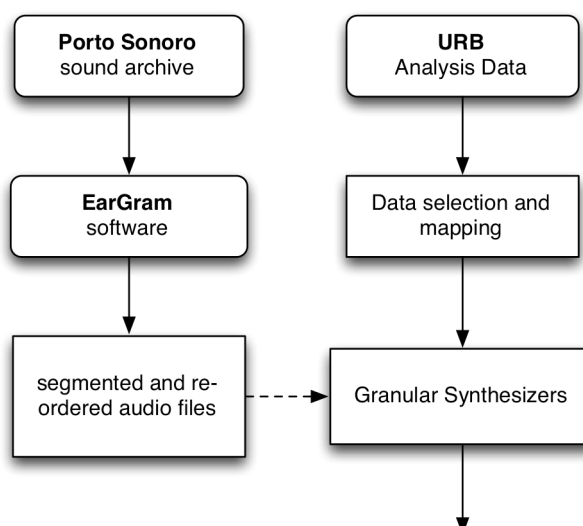 Porto Sonoro
sound archive
URB
Analysis Data
EarGram
software
Data selection and
mapping
segmented and re-
ordered audio files
Granular Synthesizers